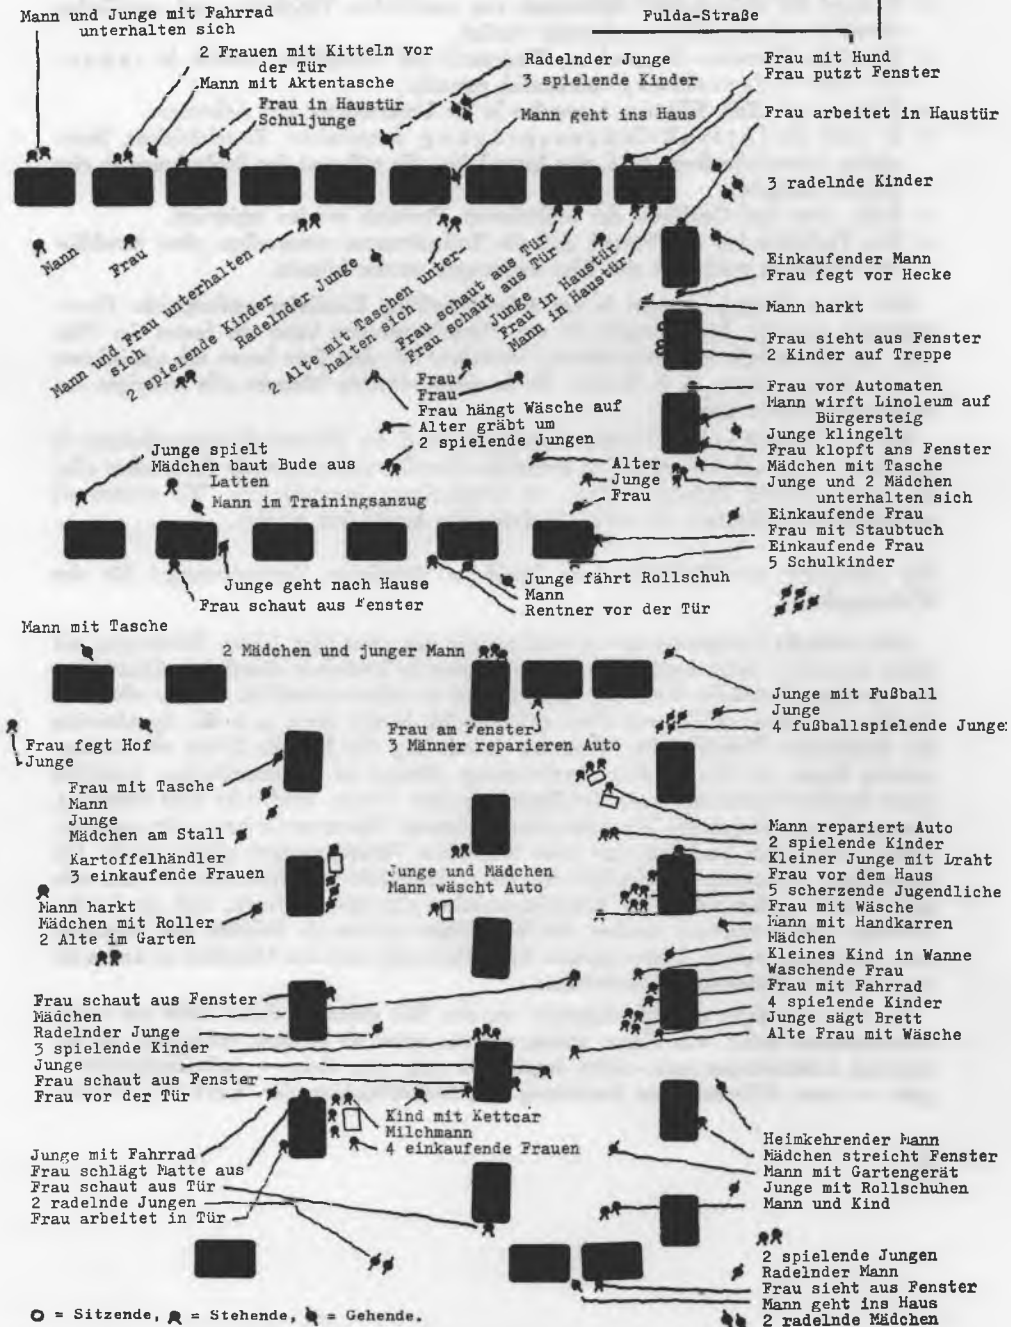 Mann und Junge mit Fahrrad
unterhalten sich
2 Frauen mit Kitteln vor
der Tür
Mann mit Aktentasche
Frau in Haustür
Schuljunge
Radelnder Junge
3 spielende Kinder
Mann geht ins Haus
Fulda-Straße
Frau mit Hund
Frau putzt Fenster
Frau arbeitet in Haustür
3 radelnde Kinder
Mann
Frau
Mann und Frau unterhalten
sich
2 spielende Kinder
Radelnder Junge
2 Alte mit Taschen unter-
halten sich
Frau schaut aus Tür
Frau schaut aus Tür
Junge
Frau in Haustür
Mann in Haustür
Einkaufender Mann
Frau fegt vor Hecke
Mann harkt
Frau sieht aus Fenster
2 Kinder auf Treppe
Frau
Frau
Frau hängt Wäsche auf
Alter gräbt um
2 spielende Jungen
Frau vor Automaten
Mann wirft Linoleum auf
Bürgersteig
Junge klingelt
Frau klopft ans Fenster
Mädchen mit Tasche
Junge und 2 Mädchen
unterhalten sich
Einkaufende Frau
Frau mit Staubtuch
Einkaufende Frau
5 Schulkinder
Junge spielt
Mädchen baut Bude aus
Latten
Mann im Trainingsanzug
Alter
Junge
Frau
Junge geht nach Hause
Frau schaut aus Fenster
Junge fährt Rollschuh
Mann
Rentner vor der Tür
Mann mit Tasche
2 Mädchen und junger Mann
Junge mit Fußball
Junge
4 fußballspielende Junge
Frau fegt Hof
Junge
Frau am Fenster
3 Männer reparieren Auto
Frau mit Tasche
Mann
Junge
Mädchen am Stall
Kartoffelhändler
3 einkaufende Frauen
Mann harkt
Mädchen mit Roller
2 Alte im Garten
Junge und Mädchen
Mann wäscht Auto
Mann repariert Auto
2 spielende Kinder
Kleiner Junge mit Draht
Frau vor dem Haus
5 scherzende Jugendliche
Frau mit Wäsche
Mann mit Handkarren
Mädchen
Kleines Kind in Wanne
Waschende Frau
Frau mit Fahrrad
4 spielende Kinder
Junge sägt Brett
Alte Frau mit Wäsche
Frau schaut aus Fenster
Mädchen
Radelnder Junge
3 spielende Kinder
Junge
Frau schaut aus Fenster
Frau vor der Tür
Kind mit Kettcar
Milchmann
4 einkaufende Frauen
Junge mit Fahrrad
Frau schlägt Matte aus
Frau schaut aus Tür
2 radelnde Jungen
Frau arbeitet in Tür
Heimkehrender Mann
Mädchen streicht Fenster
Mann mit Gartengerät
Junge mit Rollschuhen
Mann und Kind
2 spielende Jungen
Radelnder Mann
Frau sieht aus Fenster
Mann geht ins Haus
2 radelnde Mädchen
O = Sitzende, = Stehende, = Gehende.